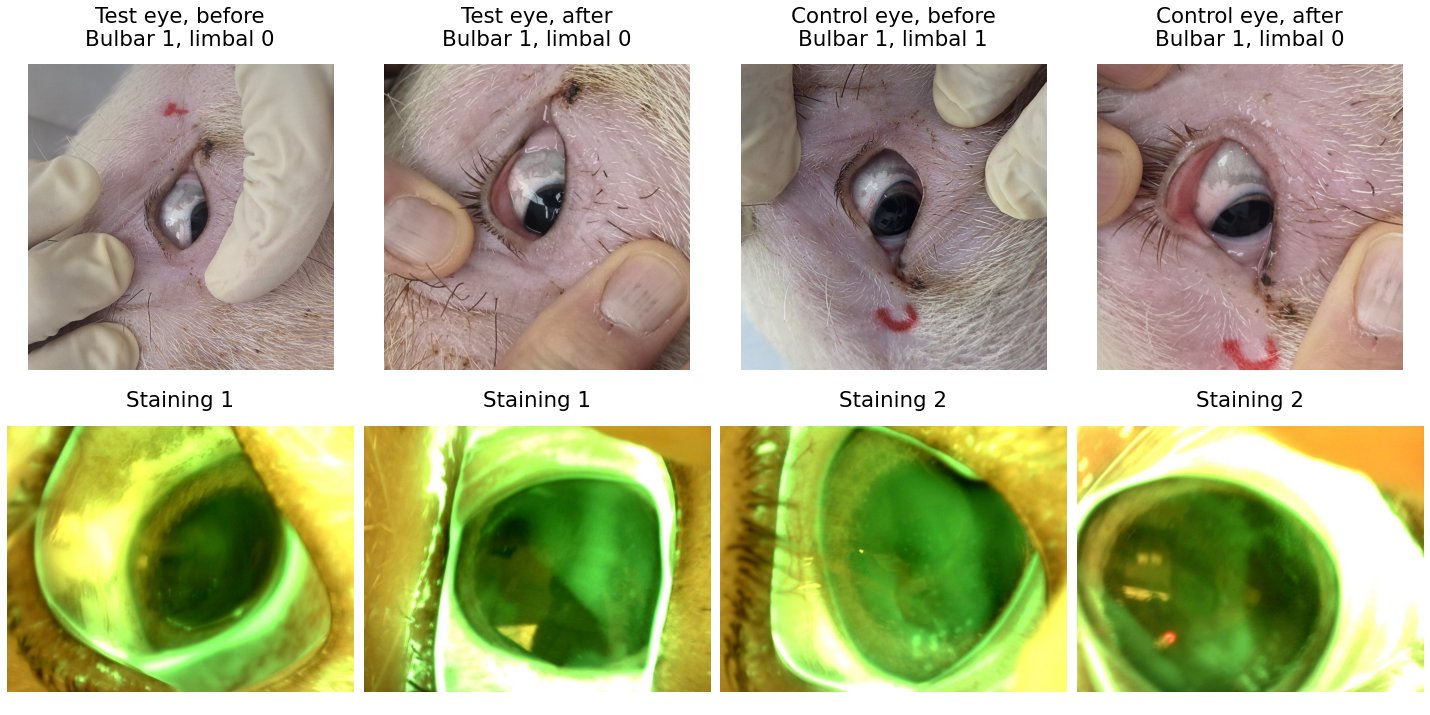 Test eye, before
Bulbar 1, limbal 0
Test eye, after
Bulbar 1, limbal 0
Control eye, before
Bulbar 1, limbal 1
Control eye, after
Bulbar 1, limbal 0
Staining 1
Staining 1
Staining 2
Staining 2